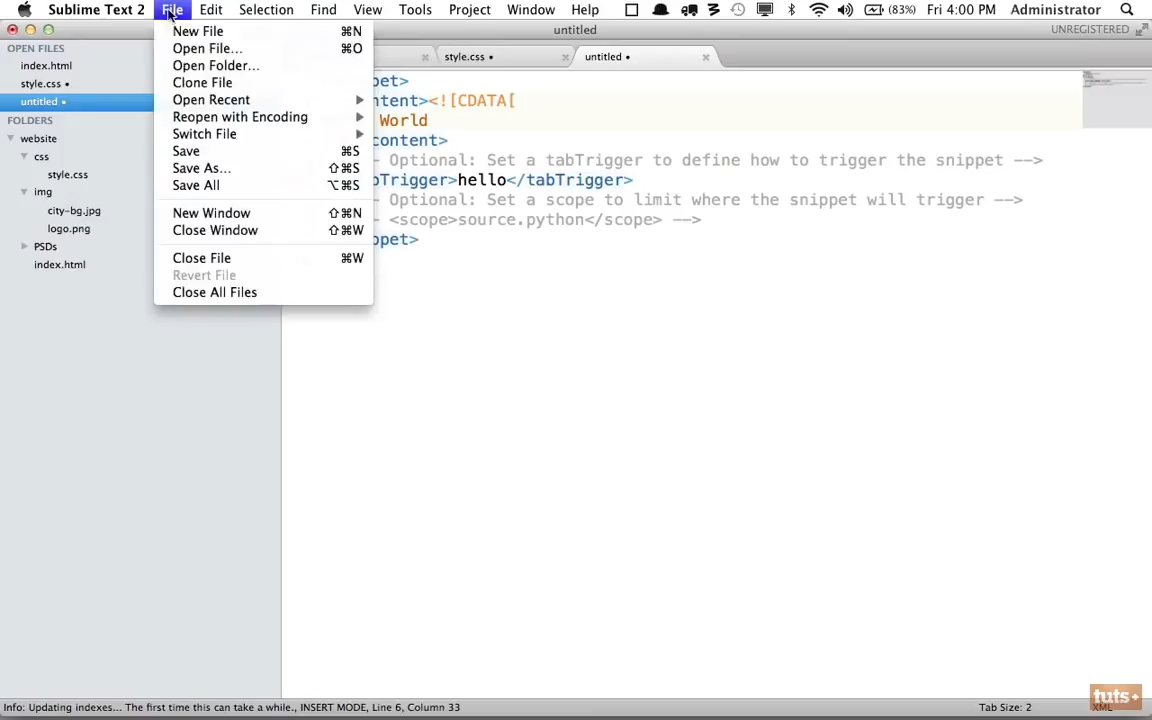 Sublime Text 2 File Edit Selection Find View Tools Project Window Help (83%) Fri 4:00 PM Administrator
untitled UNREGISTERED
OPEN FILES
index.html
style.css •
untitled •
FOLDERS
website
css
style.css
img
city-bg.jpg
logo.png
PSDs
index.html
New File ⌘N
Open File... ⌘O
Open Folder...
Clone File
Open Recent
Reopen with Encoding
Switch File
Save ⌘S
Save As... ⇧⌘S
Save All ⌥⌘S
New Window ⇧⌘N
Close Window ⇧⌘W
Close File ⌘W
Revert File
Close All Files
style.css • untitled •
pet>
ntent><![CDATA[
World
content>
— Optional: Set a tabTrigger to define how to trigger the snippet -->
bTrigger>hello</tabTrigger>
— Optional: Set a scope to limit where the snippet will trigger -->
— <scope>source.python</scope> -->
ppet>
Info: Updating indexes... The first time this can take a while., INSERT MODE, Line 6, Column 33 Tab Size: 2 XML
tuts+